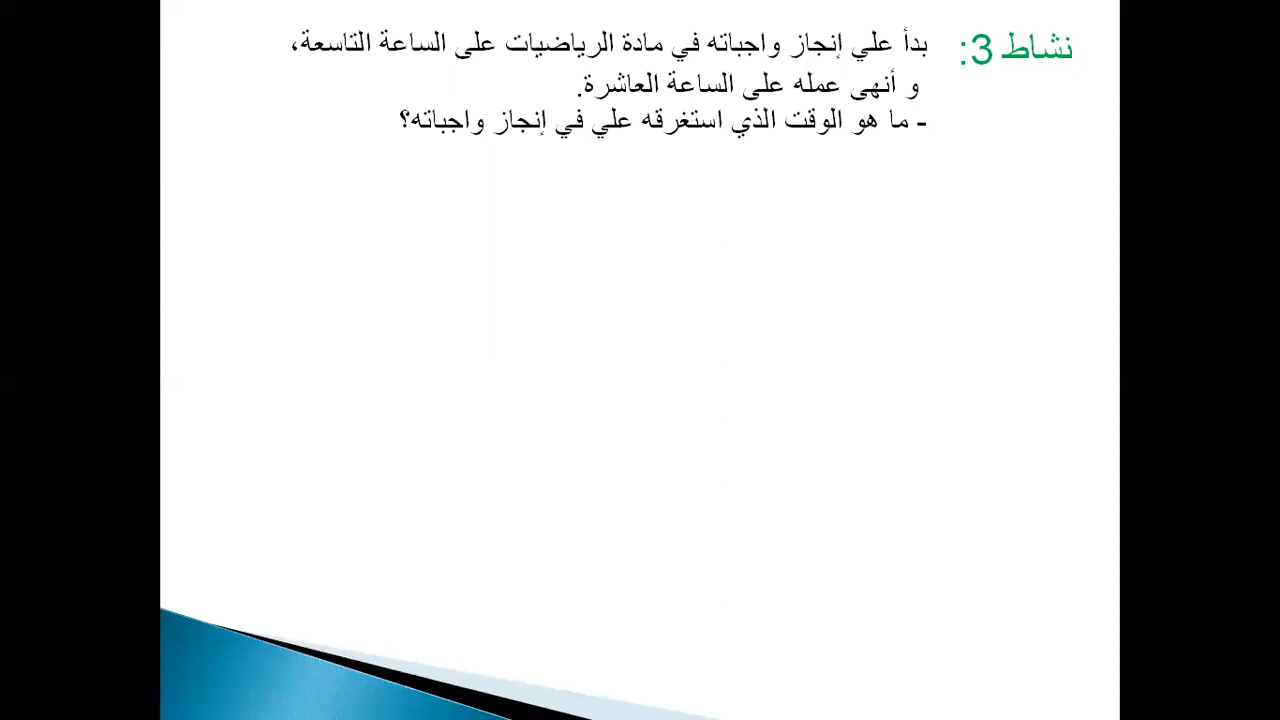 نشاط 3: بدأ علي إنجاز واجباته في مادة الرياضيات على الساعة التاسعة،
و أنهى عمله على الساعة العاشرة.
- ما هو الوقت الذي استغرقه علي في إنجاز واجباته؟